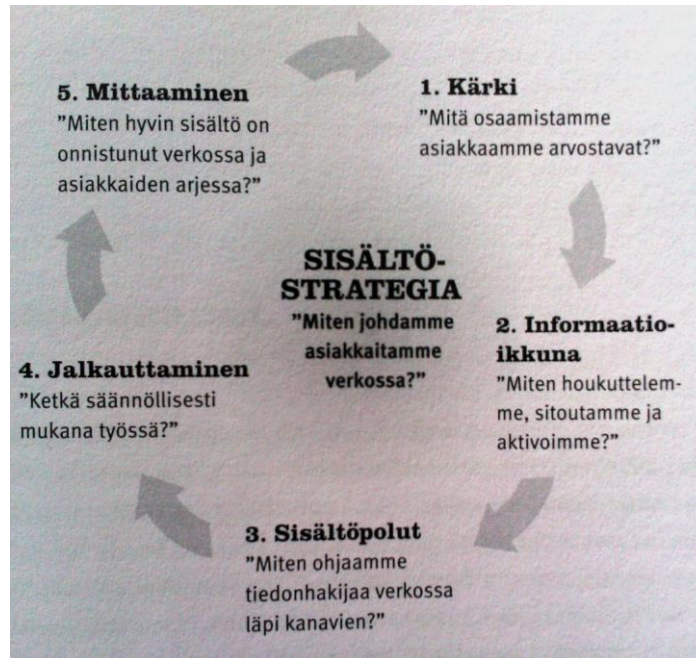 1. Kärki
”Mitä osaamistamme
asiakkaamme arvostavat?”
2. Informaatio-
ikkuna
”Miten houkuttelem-
me, sitoutamme ja
aktivoimme?”
3. Sisältöpolut
”Miten ohjaamme
tiedonhakijaa verkossa
läpi kanavien?”
4. Jalkauttaminen
”Ketkä säännöllisesti
mukana työssä?”
5. Mittaaminen
”Miten hyvin sisältö on
onnistunut verkossa ja
asiakkaiden arjessa?”
SISÄLTÖ-
STRATEGIA
”Miten johdamme
asiakkaitamme
verkossa?”